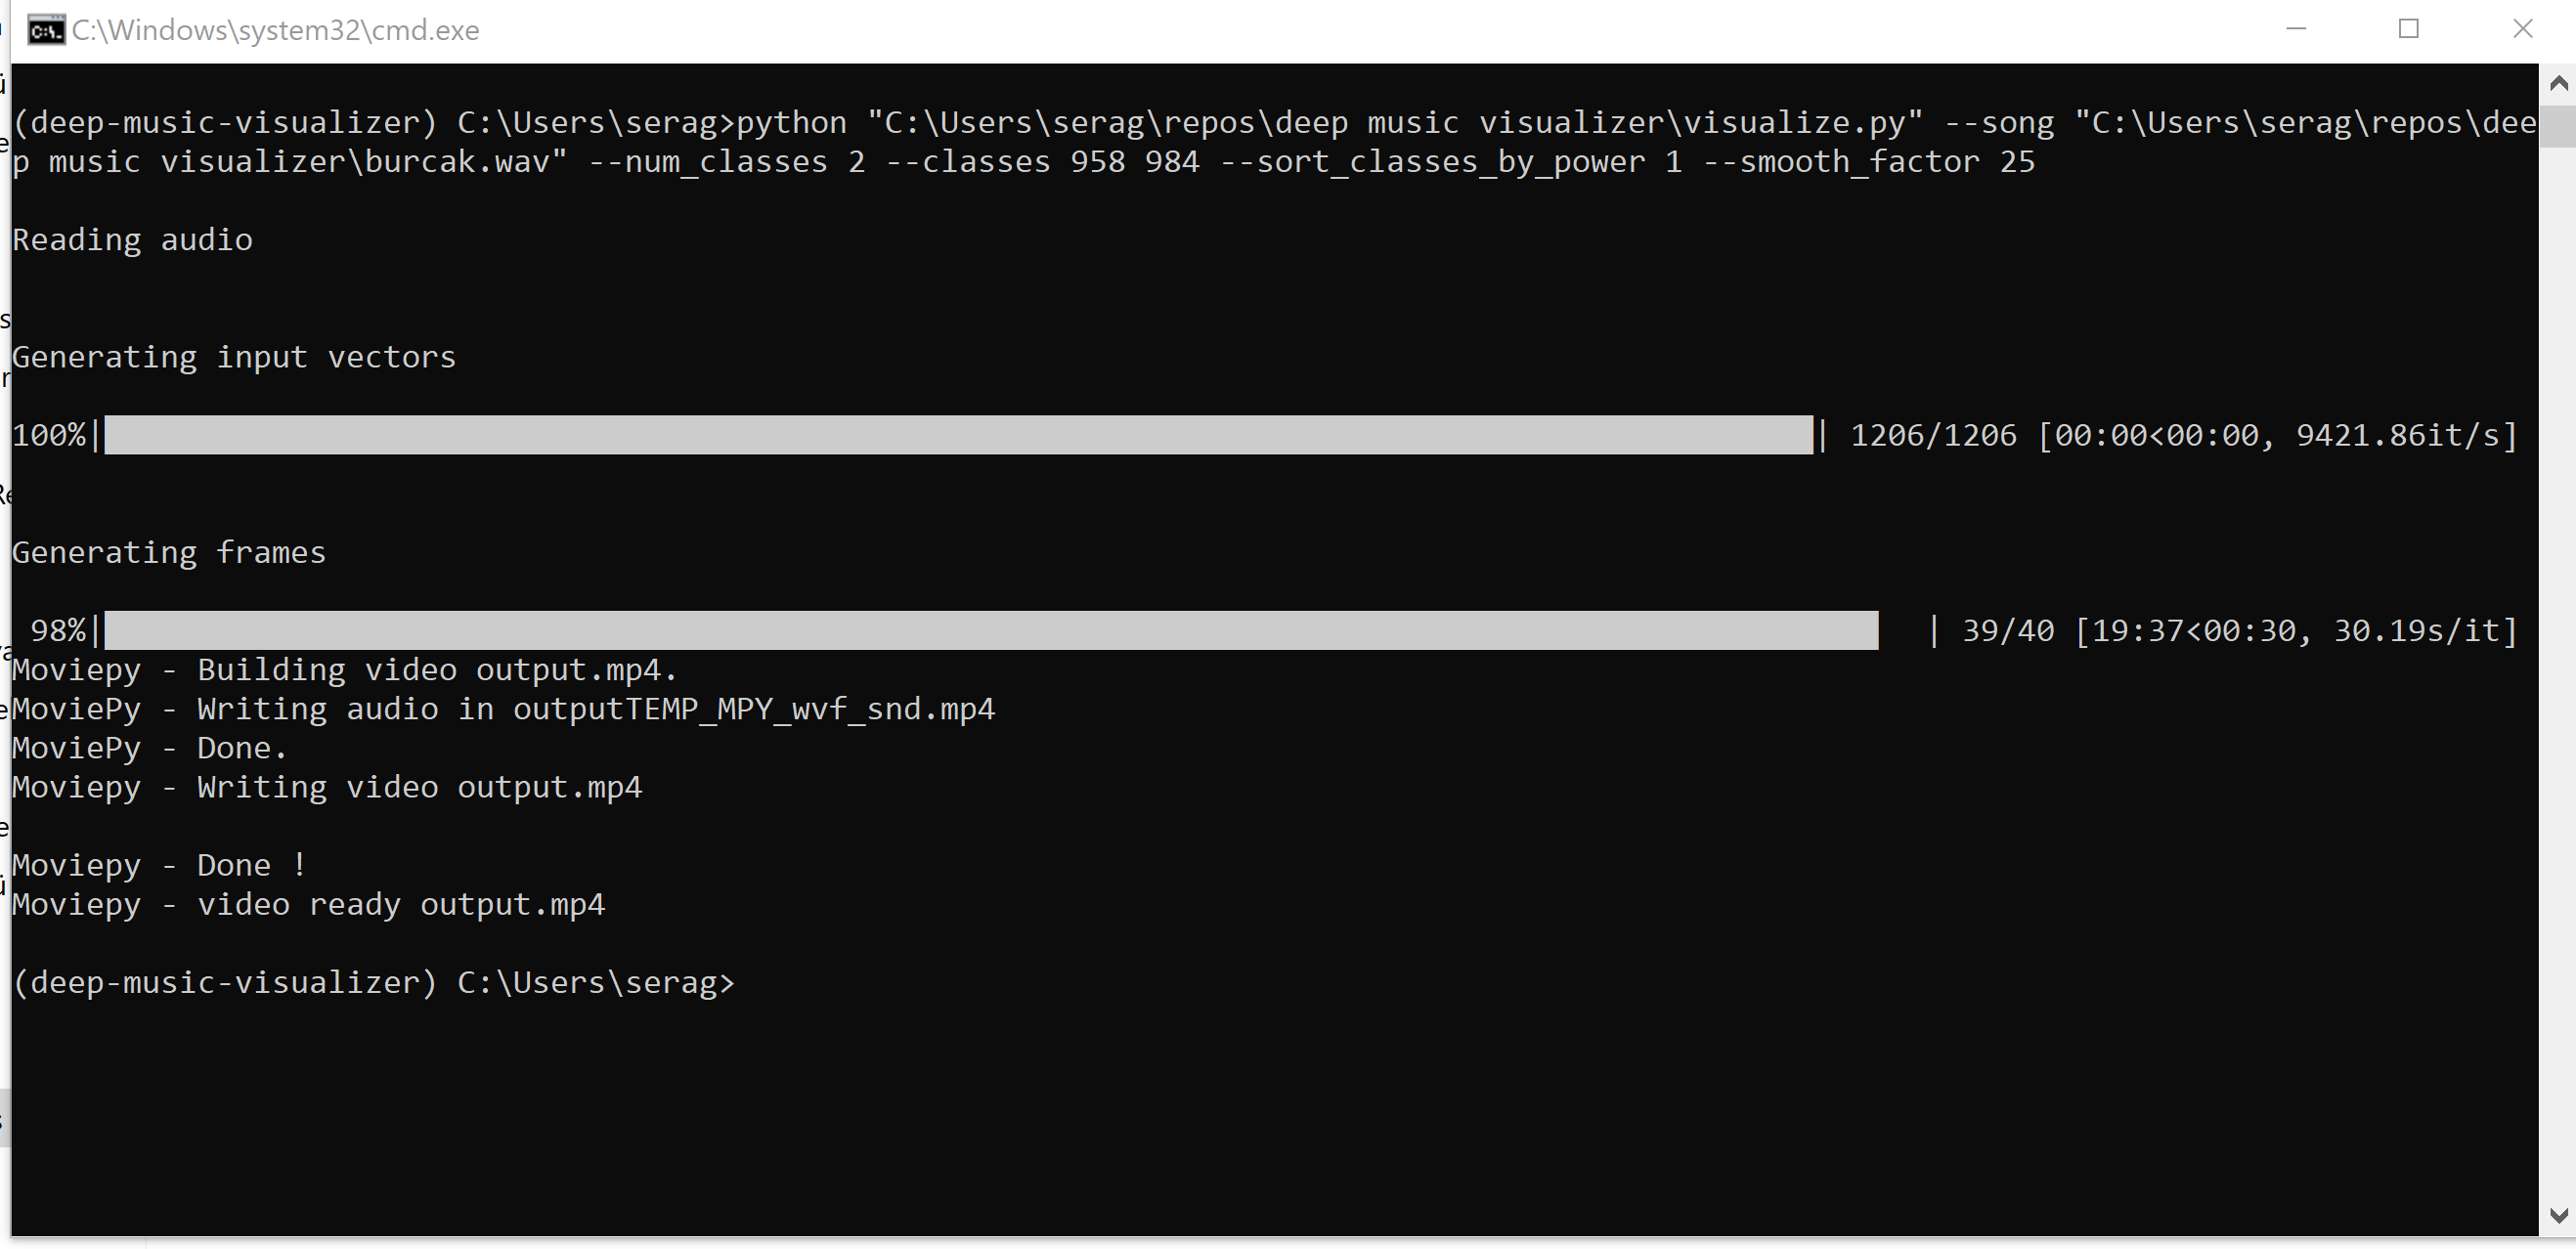 C:\Windows\system32\cmd.exe
(deep-music-visualizer) C:\Users\serag>python "C:\Users\serag\repos\deep music visualizer\visualize.py" --song "C:\Users\serag\repos\dee
p music visualizer\burcak.wav" --num_classes 2 --classes 958 984 --sort_classes_by_power 1 --smooth_factor 25
Reading audio
Generating input vectors
100%| | 1206/1206 [00:00<00:00, 9421.86it/s]
Generating frames
98%| | 39/40 [19:37<00:30, 30.19s/it]
Moviepy - Building video output.mp4.
MoviePy - Writing audio in outputTEMP_MPY_wvf_snd.mp4
MoviePy - Done.
Moviepy - Writing video output.mp4
Moviepy - Done !
Moviepy - video ready output.mp4
(deep-music-visualizer) C:\Users\serag>